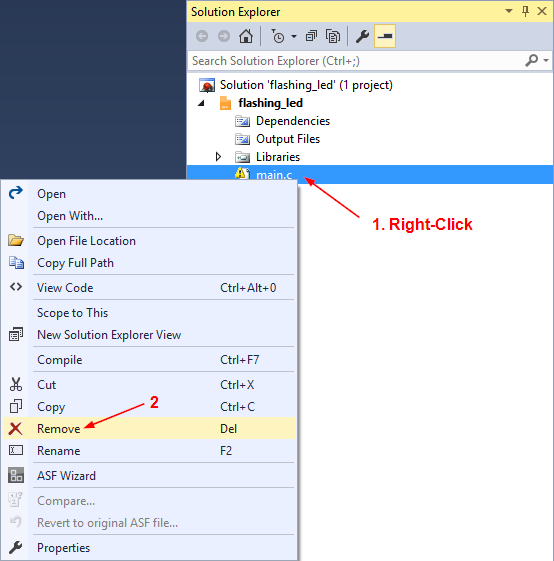 Solution Explorer
Search Solution Explorer (Ctrl+;)
Solution 'flashing_led' (1 project)
flashing_led
Dependencies
Output Files
Libraries
main.c
1. Right-Click
Open
Open With...
Open File Location
Copy Full Path
View Code Ctrl+Alt+0
Scope to This
New Solution Explorer View
Compile Ctrl+F7
Cut Ctrl+X
Copy Ctrl+C
2
Remove Del
Rename F2
ASF Wizard
Compare...
Revert to original ASF file...
Properties